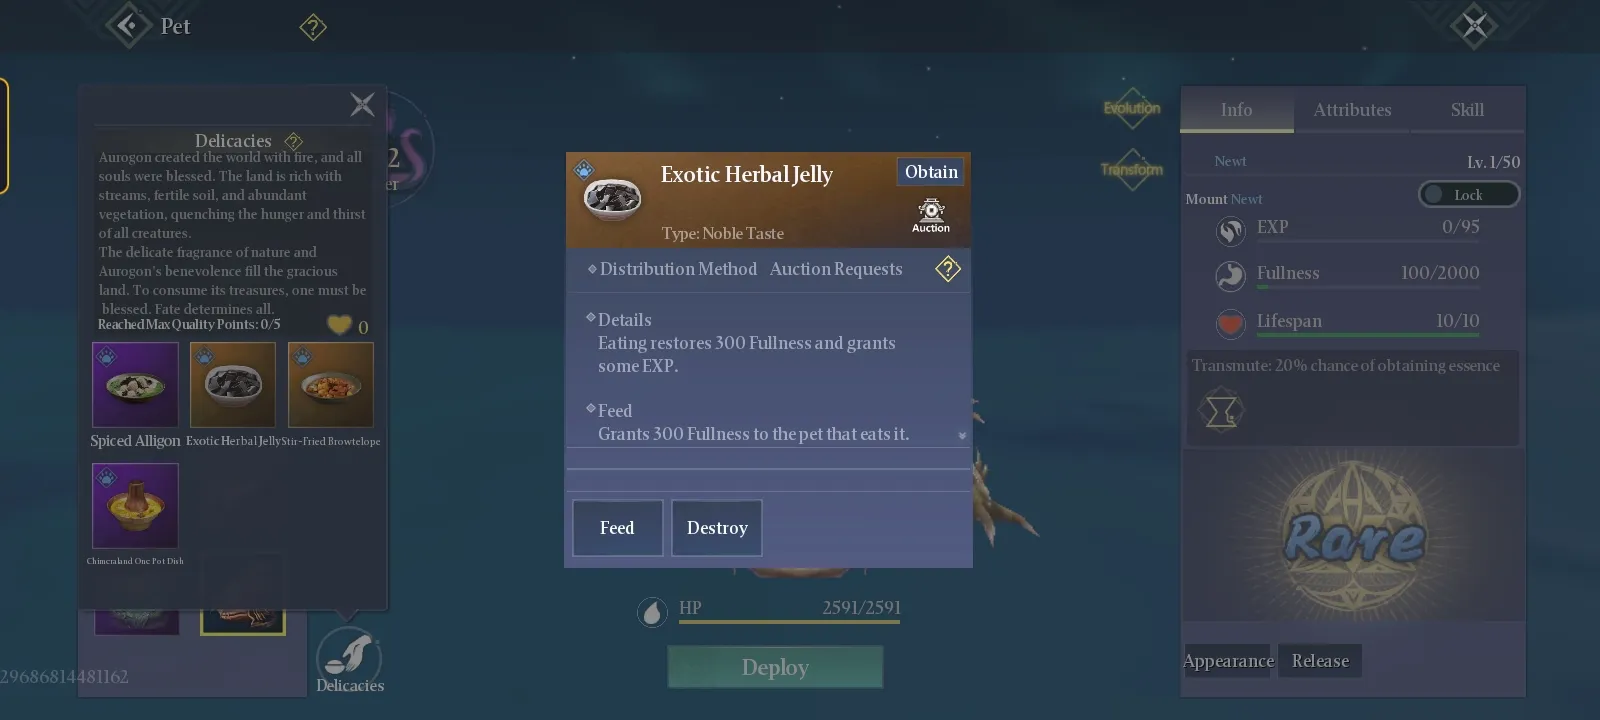 Pet
?
Delicacies ?
Aurogon created the world with fire, and all
souls were blessed. The land is rich with
streams, fertile soil, and abundant
vegetation, quenching the hunger and thirst
of all creatures.
The delicate fragrance of nature and
Aurogon's benevolence fill the gracious
land. To consume its treasures, one must be
blessed. Fate determines all.
Reached Max Quality Points: 0/5
0
Spiced Alligon
Exotic Herbal Jelly
Stir-Fried Browtelope
Chimeraland One Pot Dish
2
er
Delicacies
29686814481162
Exotic Herbal Jelly
Obtain
Auction
Type: Noble Taste
Distribution Method Auction Requests
?
Details
Eating restores 300 Fullness and grants
some EXP.
Feed
Grants 300 Fullness to the pet that eats it.
Feed
Destroy
HP 2591/2591
Deploy
Evolution
Transform
Info Attributes Skill
Newt Lv. 1/50
Mount Newt
Lock
EXP 0/95
Fullness 100/2000
Lifespan 10/10
Transmute: 20% chance of obtaining essence
Rare
Appearance
Release